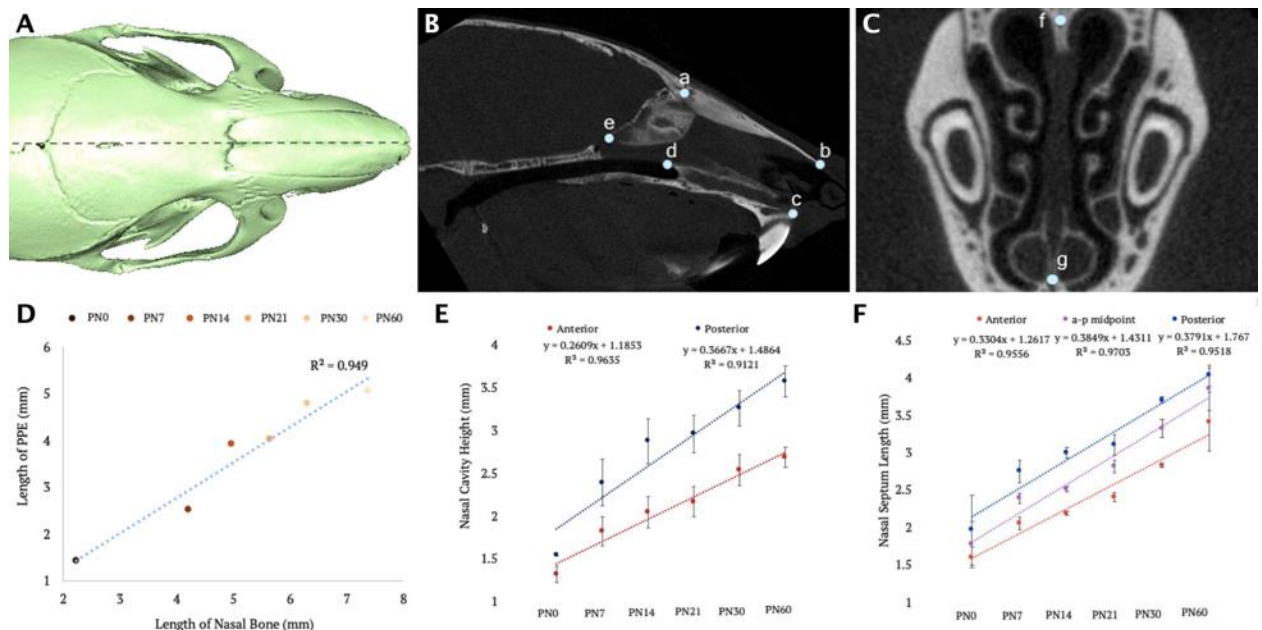 A
B
C
a
b
c
d
e
f
g
D
PN0 PN7 PN14 PN21 PN30 PN60
R² = 0.949
Length of PPE (mm)
6
5
4
3
2
1
2 3 4 5 6 7 8
Length of Nasal Bone (mm)
E
Anterior Posterior
y = 0.2609x + 1.1853 y = 0.3667x + 1.4864
R² = 0.9635 R² = 0.9121
Nasal Cavity Height (mm)
4
3.5
3
2.5
2
1.5
1
PN0 PN7 PN14 PN21 PN30 PN60
F
Anterior a-p midpoint Posterior
y = 0.3304x + 1.2617 y = 0.3849x + 1.4311 y = 0.3791x + 1.767
R² = 0.9556 R² = 0.9703 R² = 0.9518
Nasal Septum Length (mm)
4.5
4
3.5
3
2.5
2
1.5
1
PN0 PN7 PN14 PN21 PN30 PN60